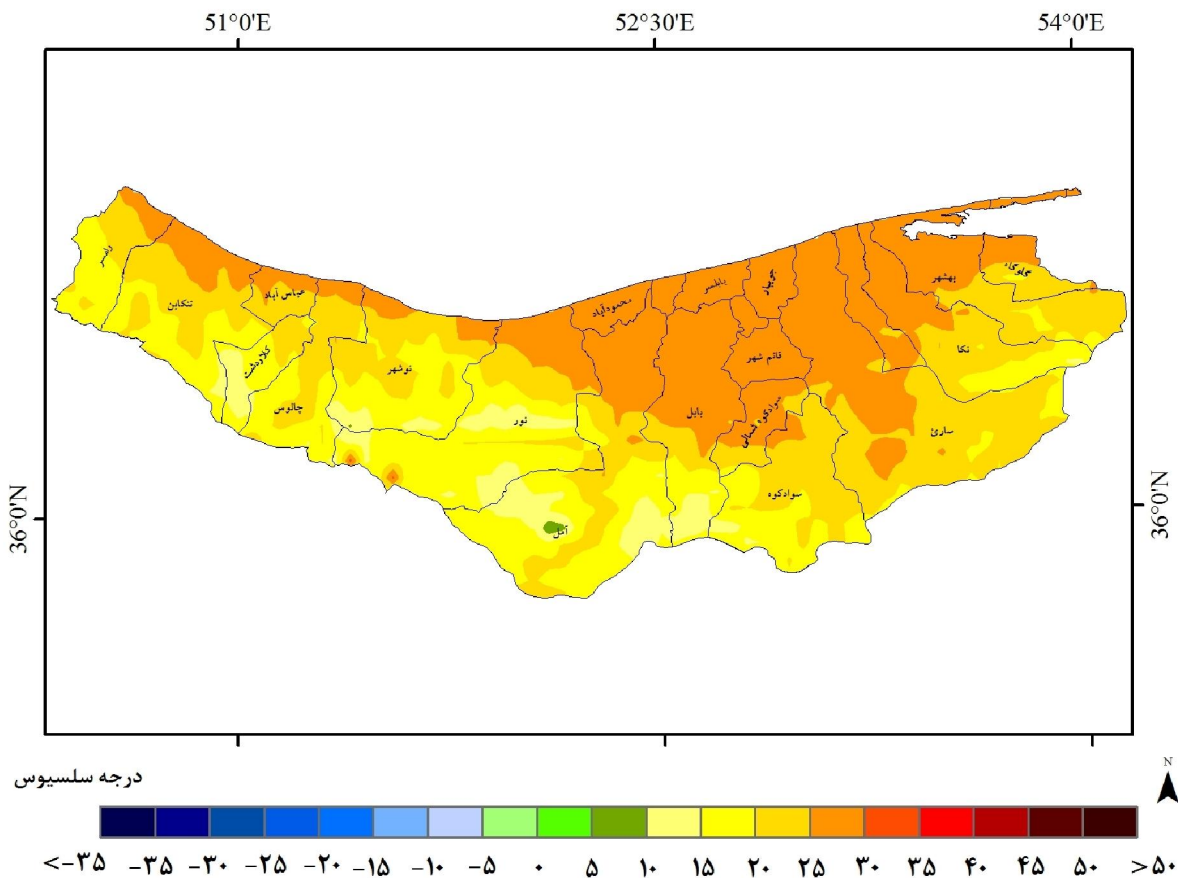 51°0'E 52°30'E 54°0'E
رامسر
تنکابن
عباس آباد
کلاردشت
چالوس
نوشهر
نور
محمودآباد
آمل
بابلسر
بابل
جویبار
قائم شهر
سوادکوه شمالی
سوادکوه
ساری
بهشهر
گلوگاه
نکا
36°0'N 36°0'N
درجه سلسیوس
N
<-۳۵ -۳۵ -۳۰ -۲۵ -۲۰ -۱۵ -۱۰ -۵ ۰ ۵ ۱۰ ۱۵ ۲۰ ۲۵ ۳۰ ۳۵ ۴۰ ۴۵ ۵۰ >۵۰